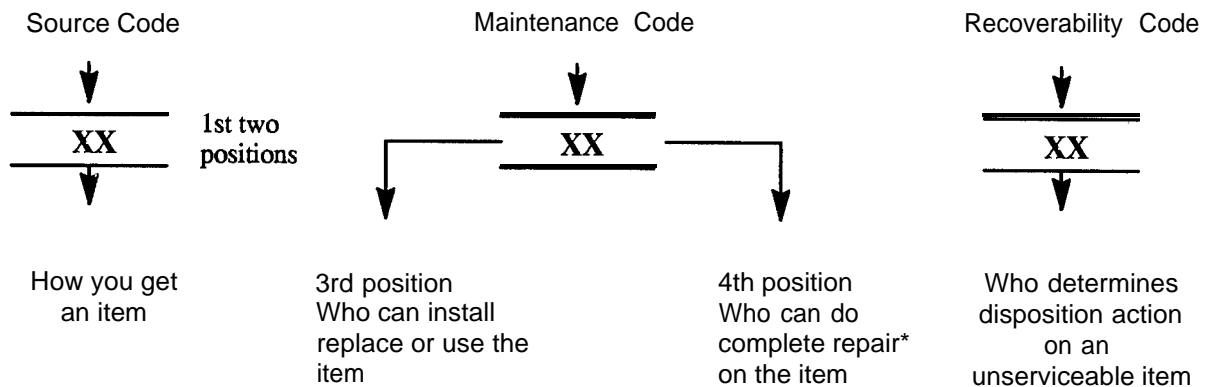 Source Code
Maintenance Code
Recoverability Code
XX
1st two
positions
XX
XX
How you get
an item
3rd position
Who can install
replace or use the
item
4th position
Who can do
complete repair*
on the item
Who determines
disposition action
on an
unserviceable item